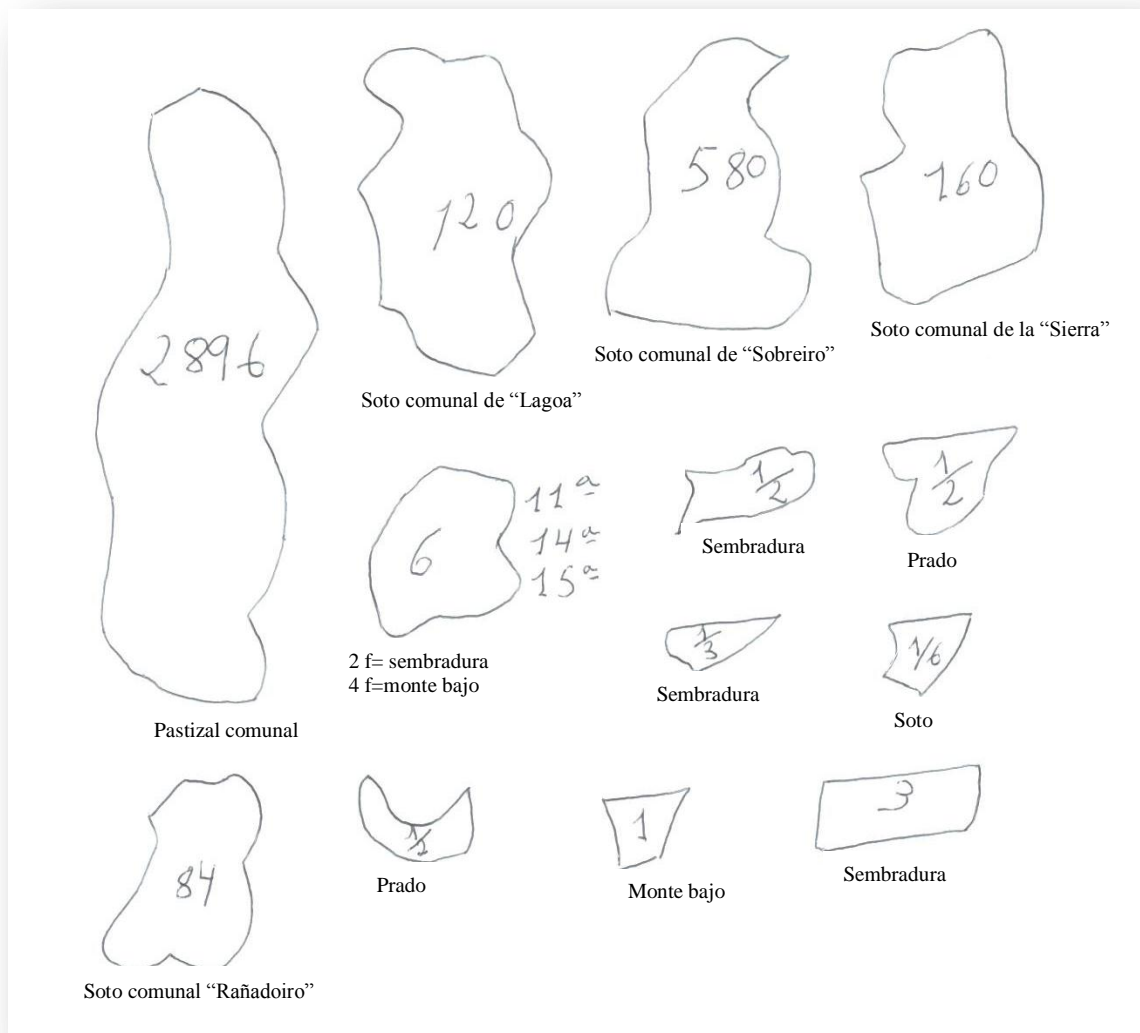 2896
Pastizal comunal
120
Soto comunal de “Lagoa”
580
Soto comunal de “Sobreiro”
160
Soto comunal de la “Sierra”
6
11ª
14ª
15ª
2 f= sembradura
4 f=monte bajo
1/2
Sembradura
1/2
Prado
1/3
Sembradura
1/6
Soto
84
Soto comunal “Rañadoiro”
1/2
Prado
1
Monte bajo
3
Sembradura